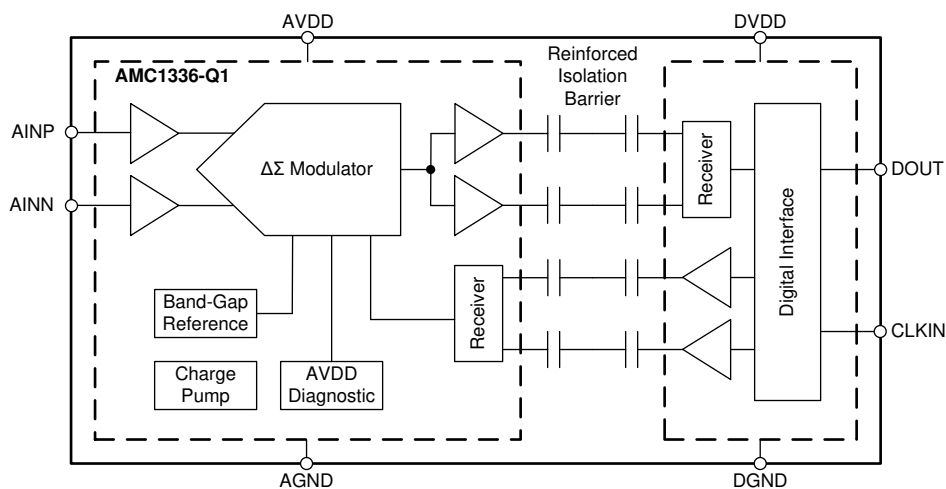 AVDD
DVDD
AMC1336-Q1
Reinforced
Isolation
Barrier
AINP
AINN
ΔΣ Modulator
Receiver
Digital Interface
DOUT
Band-Gap
Reference
Receiver
CLKIN
Charge
Pump
AVDD
Diagnostic
AGND
DGND